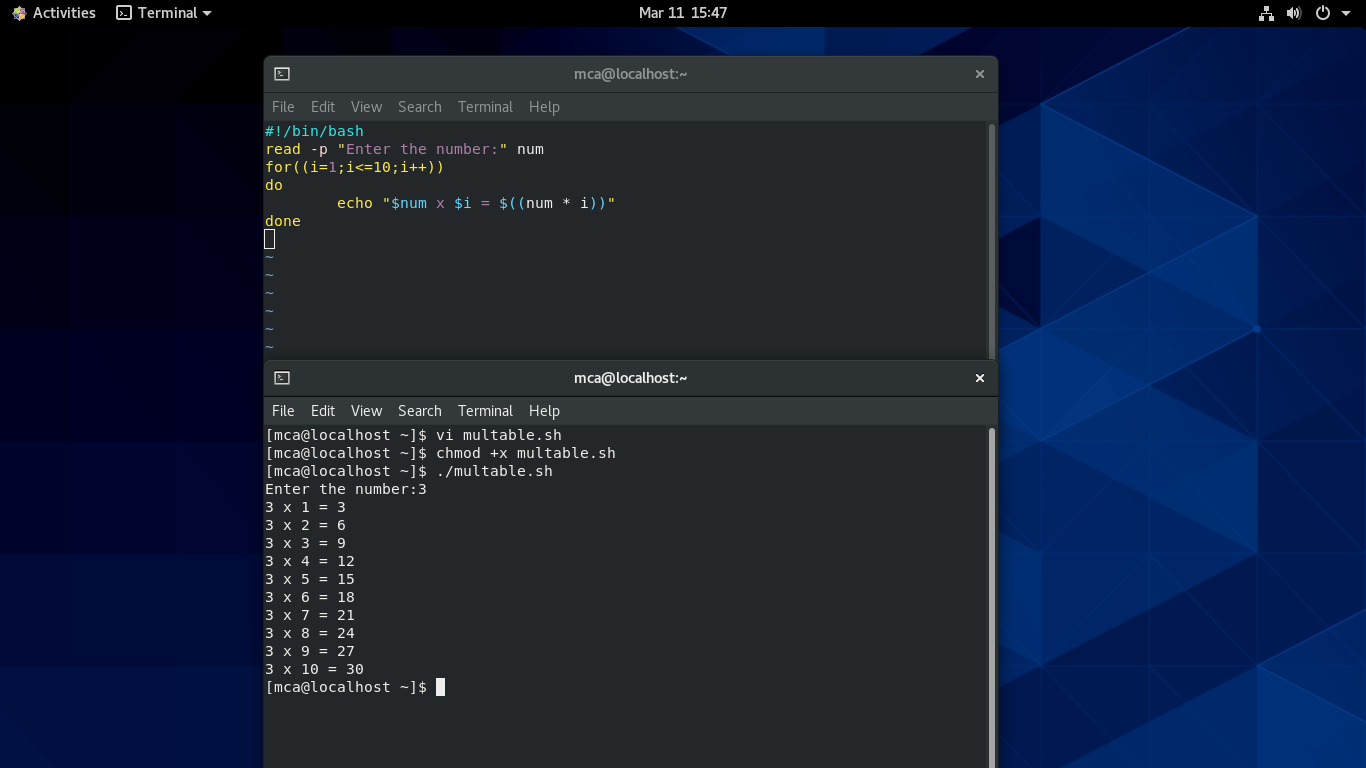 Activities Terminal Mar 11 15:47
mca@localhost:~ ×
File Edit View Search Terminal Help
#!/bin/bash
read -p "Enter the number:" num
for((i=1;i<=10;i++))
do
        echo "$num x $i = $((num * i))"
done
~
~
~
~
~
~
mca@localhost:~ ×
File Edit View Search Terminal Help
[mca@localhost ~]$ vi multable.sh
[mca@localhost ~]$ chmod +x multable.sh
[mca@localhost ~]$ ./multable.sh
Enter the number:3
3 x 1 = 3
3 x 2 = 6
3 x 3 = 9
3 x 4 = 12
3 x 5 = 15
3 x 6 = 18
3 x 7 = 21
3 x 8 = 24
3 x 9 = 27
3 x 10 = 30
[mca@localhost ~]$